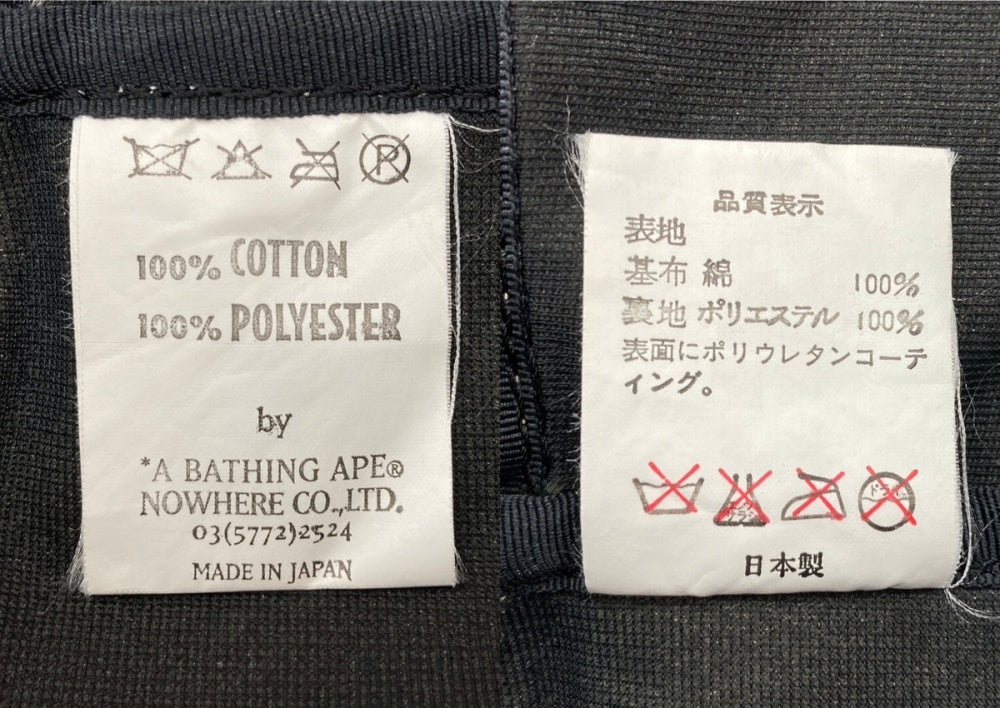 P
100% COTTON
100% POLYESTER
by
*A BATHING APE®
NOWHERE CO.,LTD.
03(5772)2524
MADE IN JAPAN
品質表示
表地
基布 綿 100%
裏地 ポリエステル 100%
表面にポリウレタンコーテ
ィング。
日本製